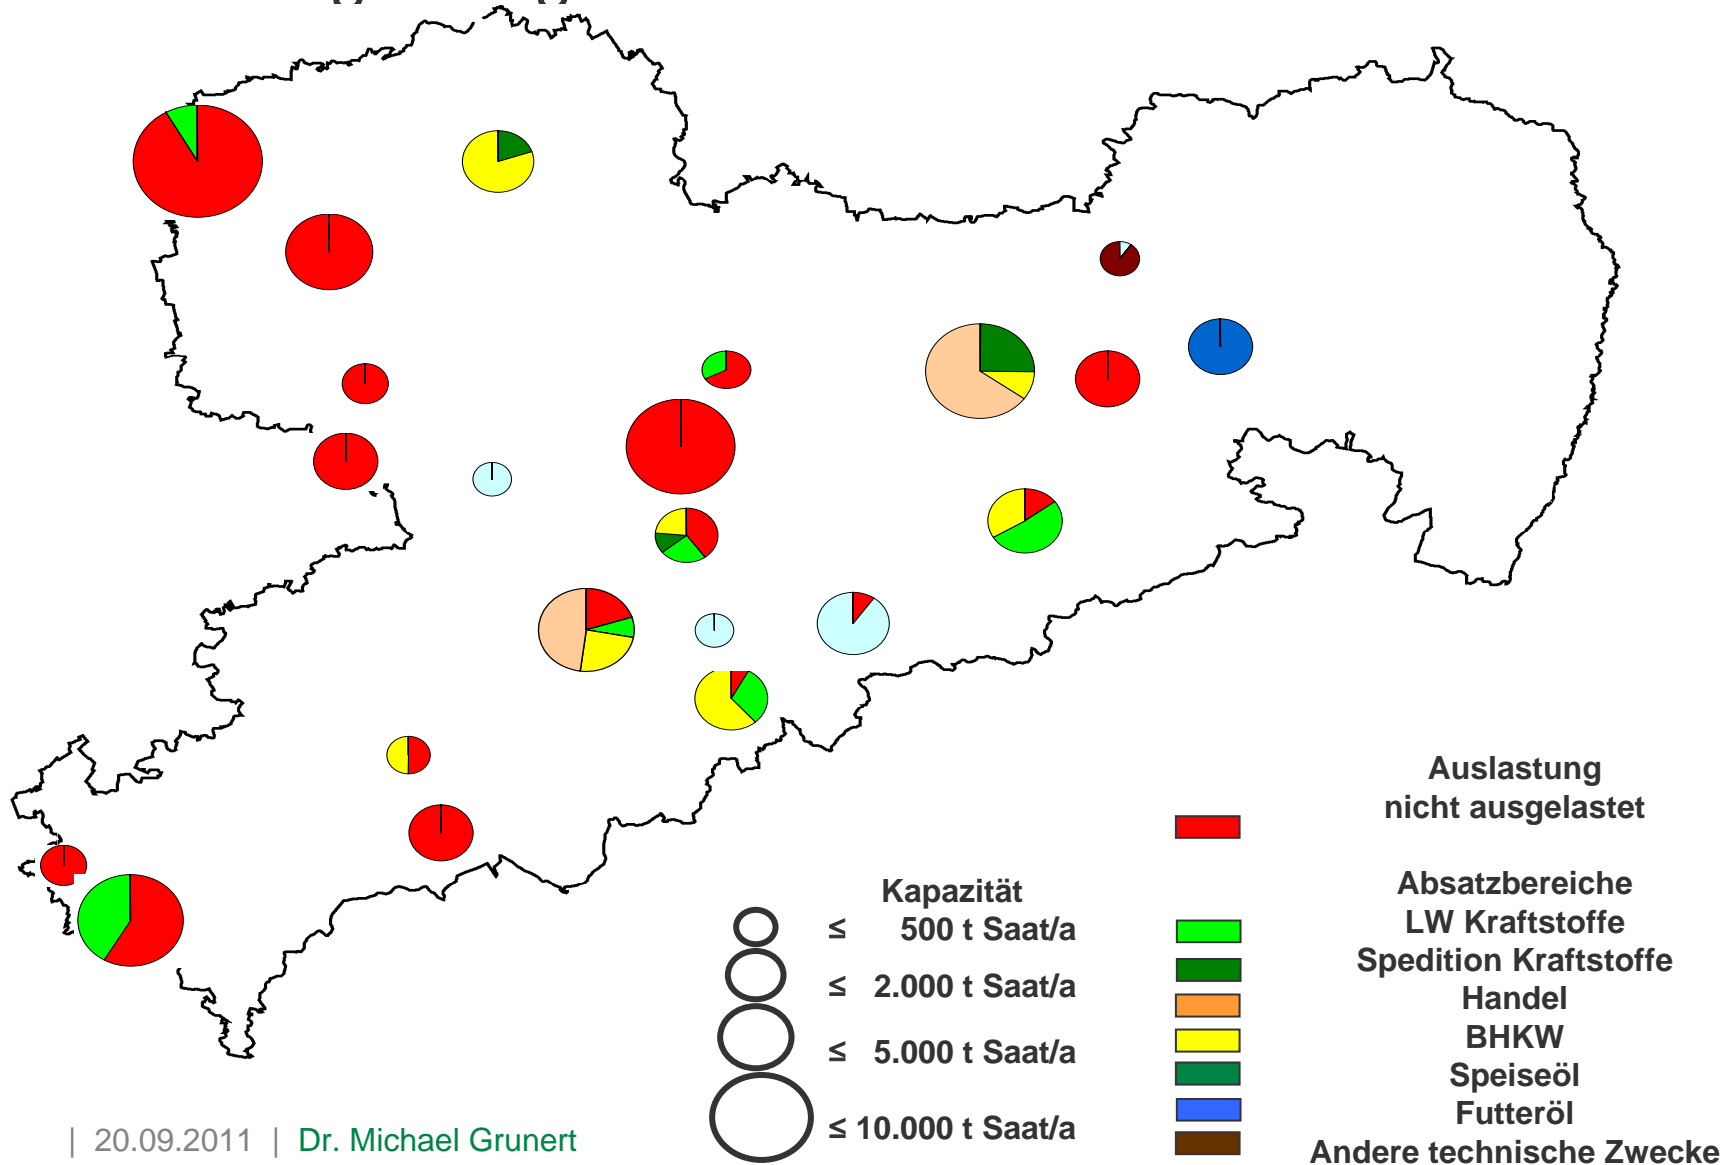 Auslastung
nicht ausgelastet
Kapazität
≤ 500 t Saat/a
≤ 2.000 t Saat/a
≤ 5.000 t Saat/a
≤ 10.000 t Saat/a
Absatzbereiche
LW Kraftstoffe
Spedition Kraftstoffe
Handel
BHKW
Speiseöl
Futteröl
Andere technische Zwecke
| 20.09.2011 | Dr. Michael Grunert